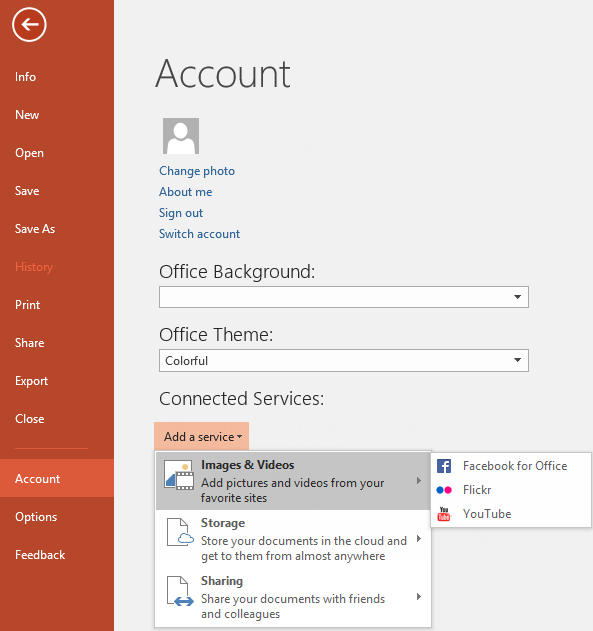 Info
New
Open
Save
Save As
History
Print
Share
Export
Close
Account
Options
Feedback
Account
Change photo
About me
Sign out
Switch account
Office Background:
Office Theme:
Colorful
Connected Services:
Add a service
Images & Videos
Add pictures and videos from your
favorite sites
Storage
Store your documents in the cloud and
get to them from almost anywhere
Sharing
Share your documents with friends
and colleagues
Facebook for Office
Flickr
You Tube
YouTube